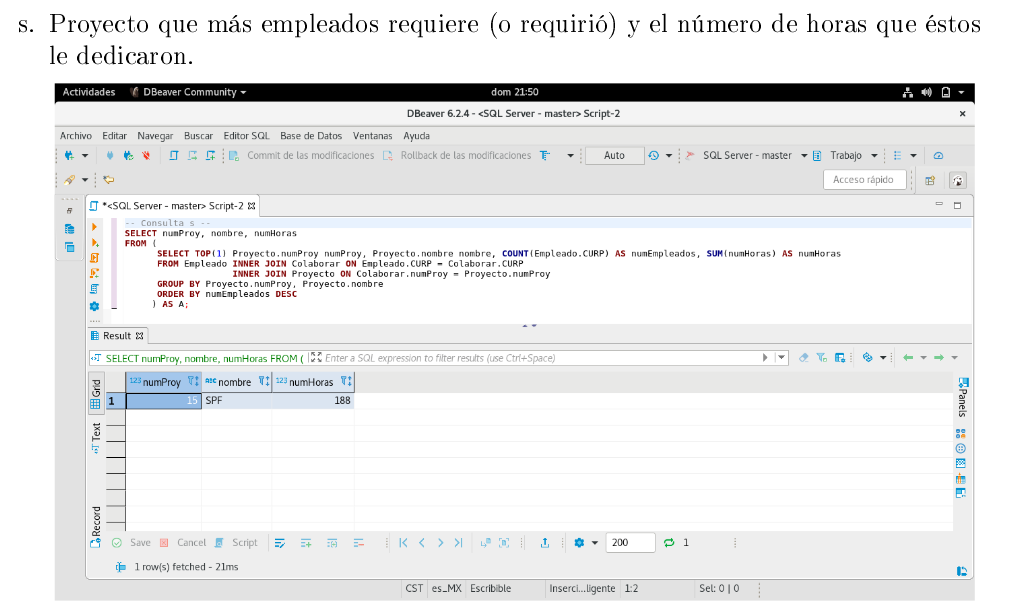 s. Proyecto que más empleados requiere (o requirió) y el número de horas que éstos
le dedicaron.
Actividades DBeaver Community dom 21:50
DBeaver 6.2.4 - <SQL Server - master> Script-2
Archivo Editar Navegar Buscar Editor SQL Base de Datos Ventanas Ayuda
Commit de las modificaciones Rollback de las modificaciones Auto SQL Server - master Trabajo
Acceso rápido
*<SQL Server - master> Script-2
-- Consulta s --
SELECT numProy, nombre, numHoras
FROM (
SELECT TOP(1) Proyecto.numProy numProy, Proyecto.nombre nombre, COUNT(Empleado.CURP) AS numEmpleados, SUM(numHoras) AS numHoras
FROM Empleado INNER JOIN Colaborar ON Empleado.CURP = Colaborar.CURP
INNER JOIN Proyecto ON Colaborar.numProy = Proyecto.numProy
GROUP BY Proyecto.numProy, Proyecto.nombre
ORDER BY numEmpleados DESC
) AS A;
Result
SELECT numProy, nombre, numHoras FROM ( Enter a SQL expression to filter results (use Ctrl+Space)
Grid
Text
Record
Panels
123 numProy ABC nombre 123 numHoras
1 15 SPF 188
Save Cancel Script 200 1
1 row(s) fetched - 21ms
CST es_MX Escribible Inserci...ligente 1:2 Sel: 0 | 0